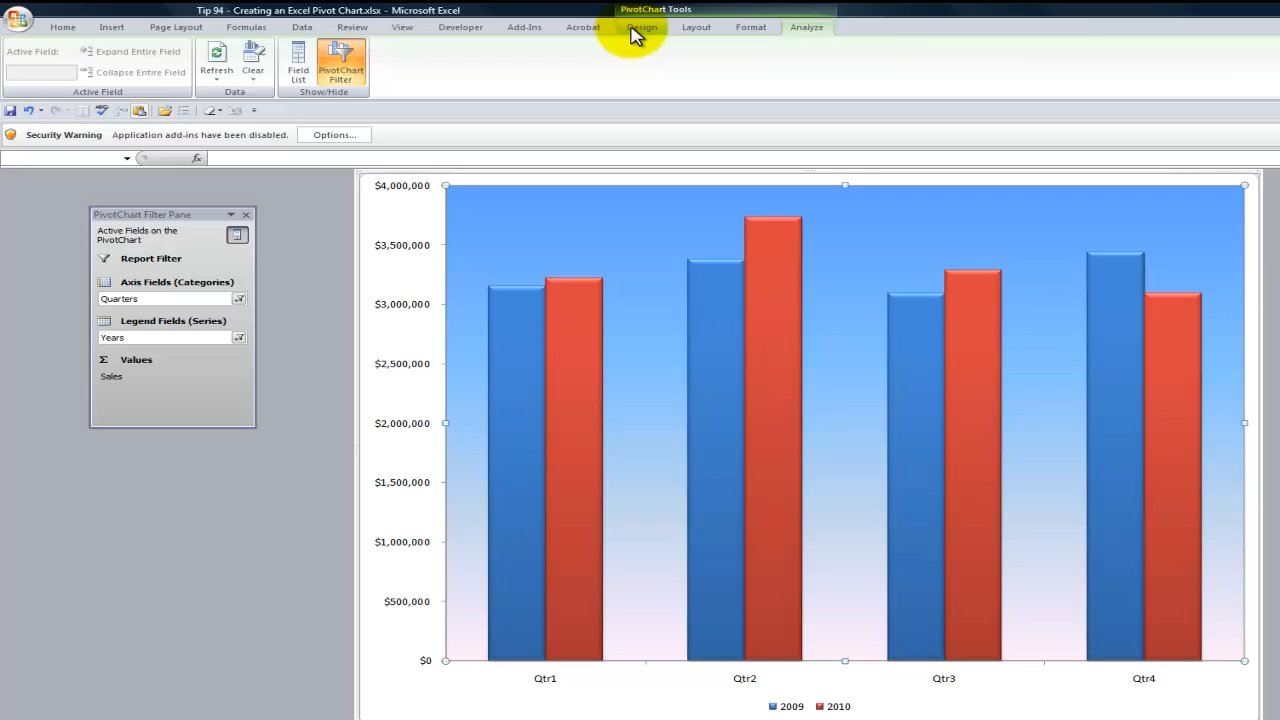 Tip 94 - Creating an Excel Pivot Chart.xlsx - Microsoft Excel
PivotChart Tools
Home Insert Page Layout Formulas Data Review View Developer Add-Ins Acrobat Design Layout Format Analyze
Active Field: Expand Entire Field
Collapse Entire Field
Refresh Clear Field List PivotChart Filter
Active Field Data Show/Hide
Security Warning Application add-ins have been disabled. Options...
fx
PivotChart Filter Pane
Active Fields on the
PivotChart
Report Filter
Axis Fields (Categories)
Quarters
Legend Fields (Series)
Years
Σ Values
Sales
$4,000,000
$3,500,000
$3,000,000
$2,500,000
$2,000,000
$1,500,000
$1,000,000
$500,000
$0
Qtr1 Qtr2 Qtr3 Qtr4
2009 2010